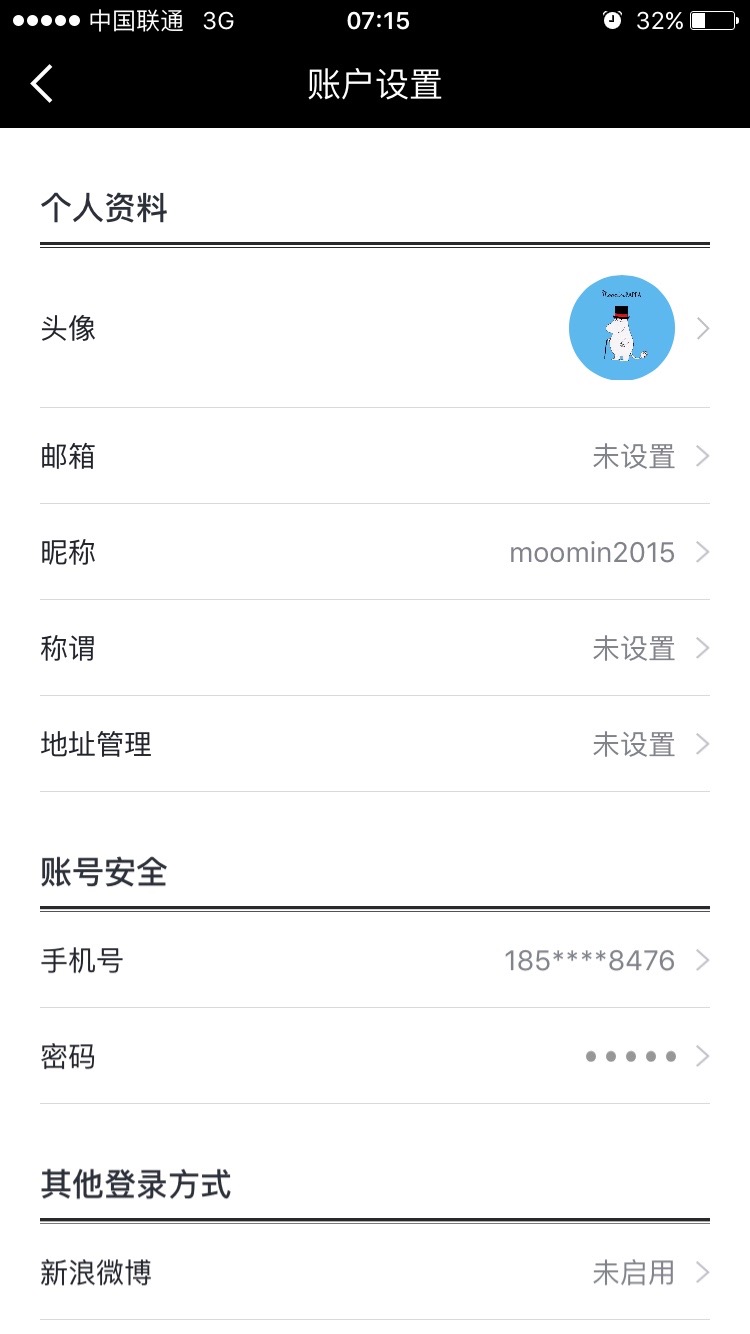 中国联通 3G 07:15 32%
账户设置
个人资料
头像
邮箱 未设置
昵称 moomin2015
称谓 未设置
地址管理 未设置
账号安全
手机号 185****8476
密码 •••••
其他登录方式
新浪微博 未启用